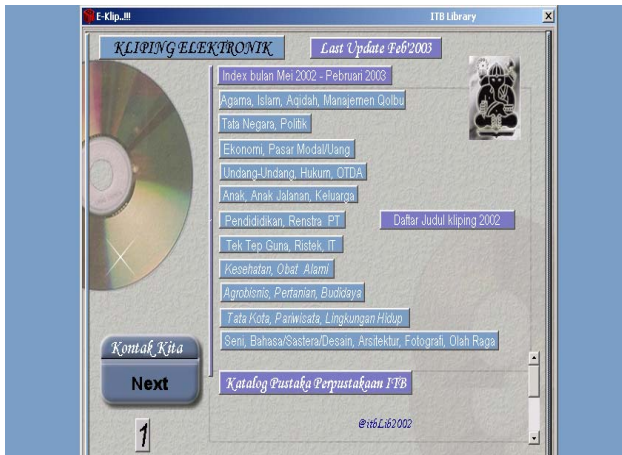 E-Klip..!!! ITB Library
KLIPING ELEKTRONIK Last Update Feb'2003
Index bulan Mei 2002 - Pebruari 2003
Agama, Islam, Aqidah, Manajemen Qolbu
Tata Negara, Politik
Ekonomi, Pasar Modal/Uang
Undang-Undang, Hukum, OTDA
Anak, Anak Jalanan, Keluarga
Pendididikan, Renstra PT Daftar Judul kliping 2002
Tek Tep Guna, Ristek, IT
Kesehatan, Obat Alami
Agrobisnis, Pertanian, Budidaya
Tata Kota, Pariwisata, Lingkungan Hidup
Seni, Bahasa/Sastera/Desain, Arsitektur, Fotografi, Olah Raga
Kontak Kita
Next
Katalog Pustaka Perpustakaan ITB
@itbLib2002
1